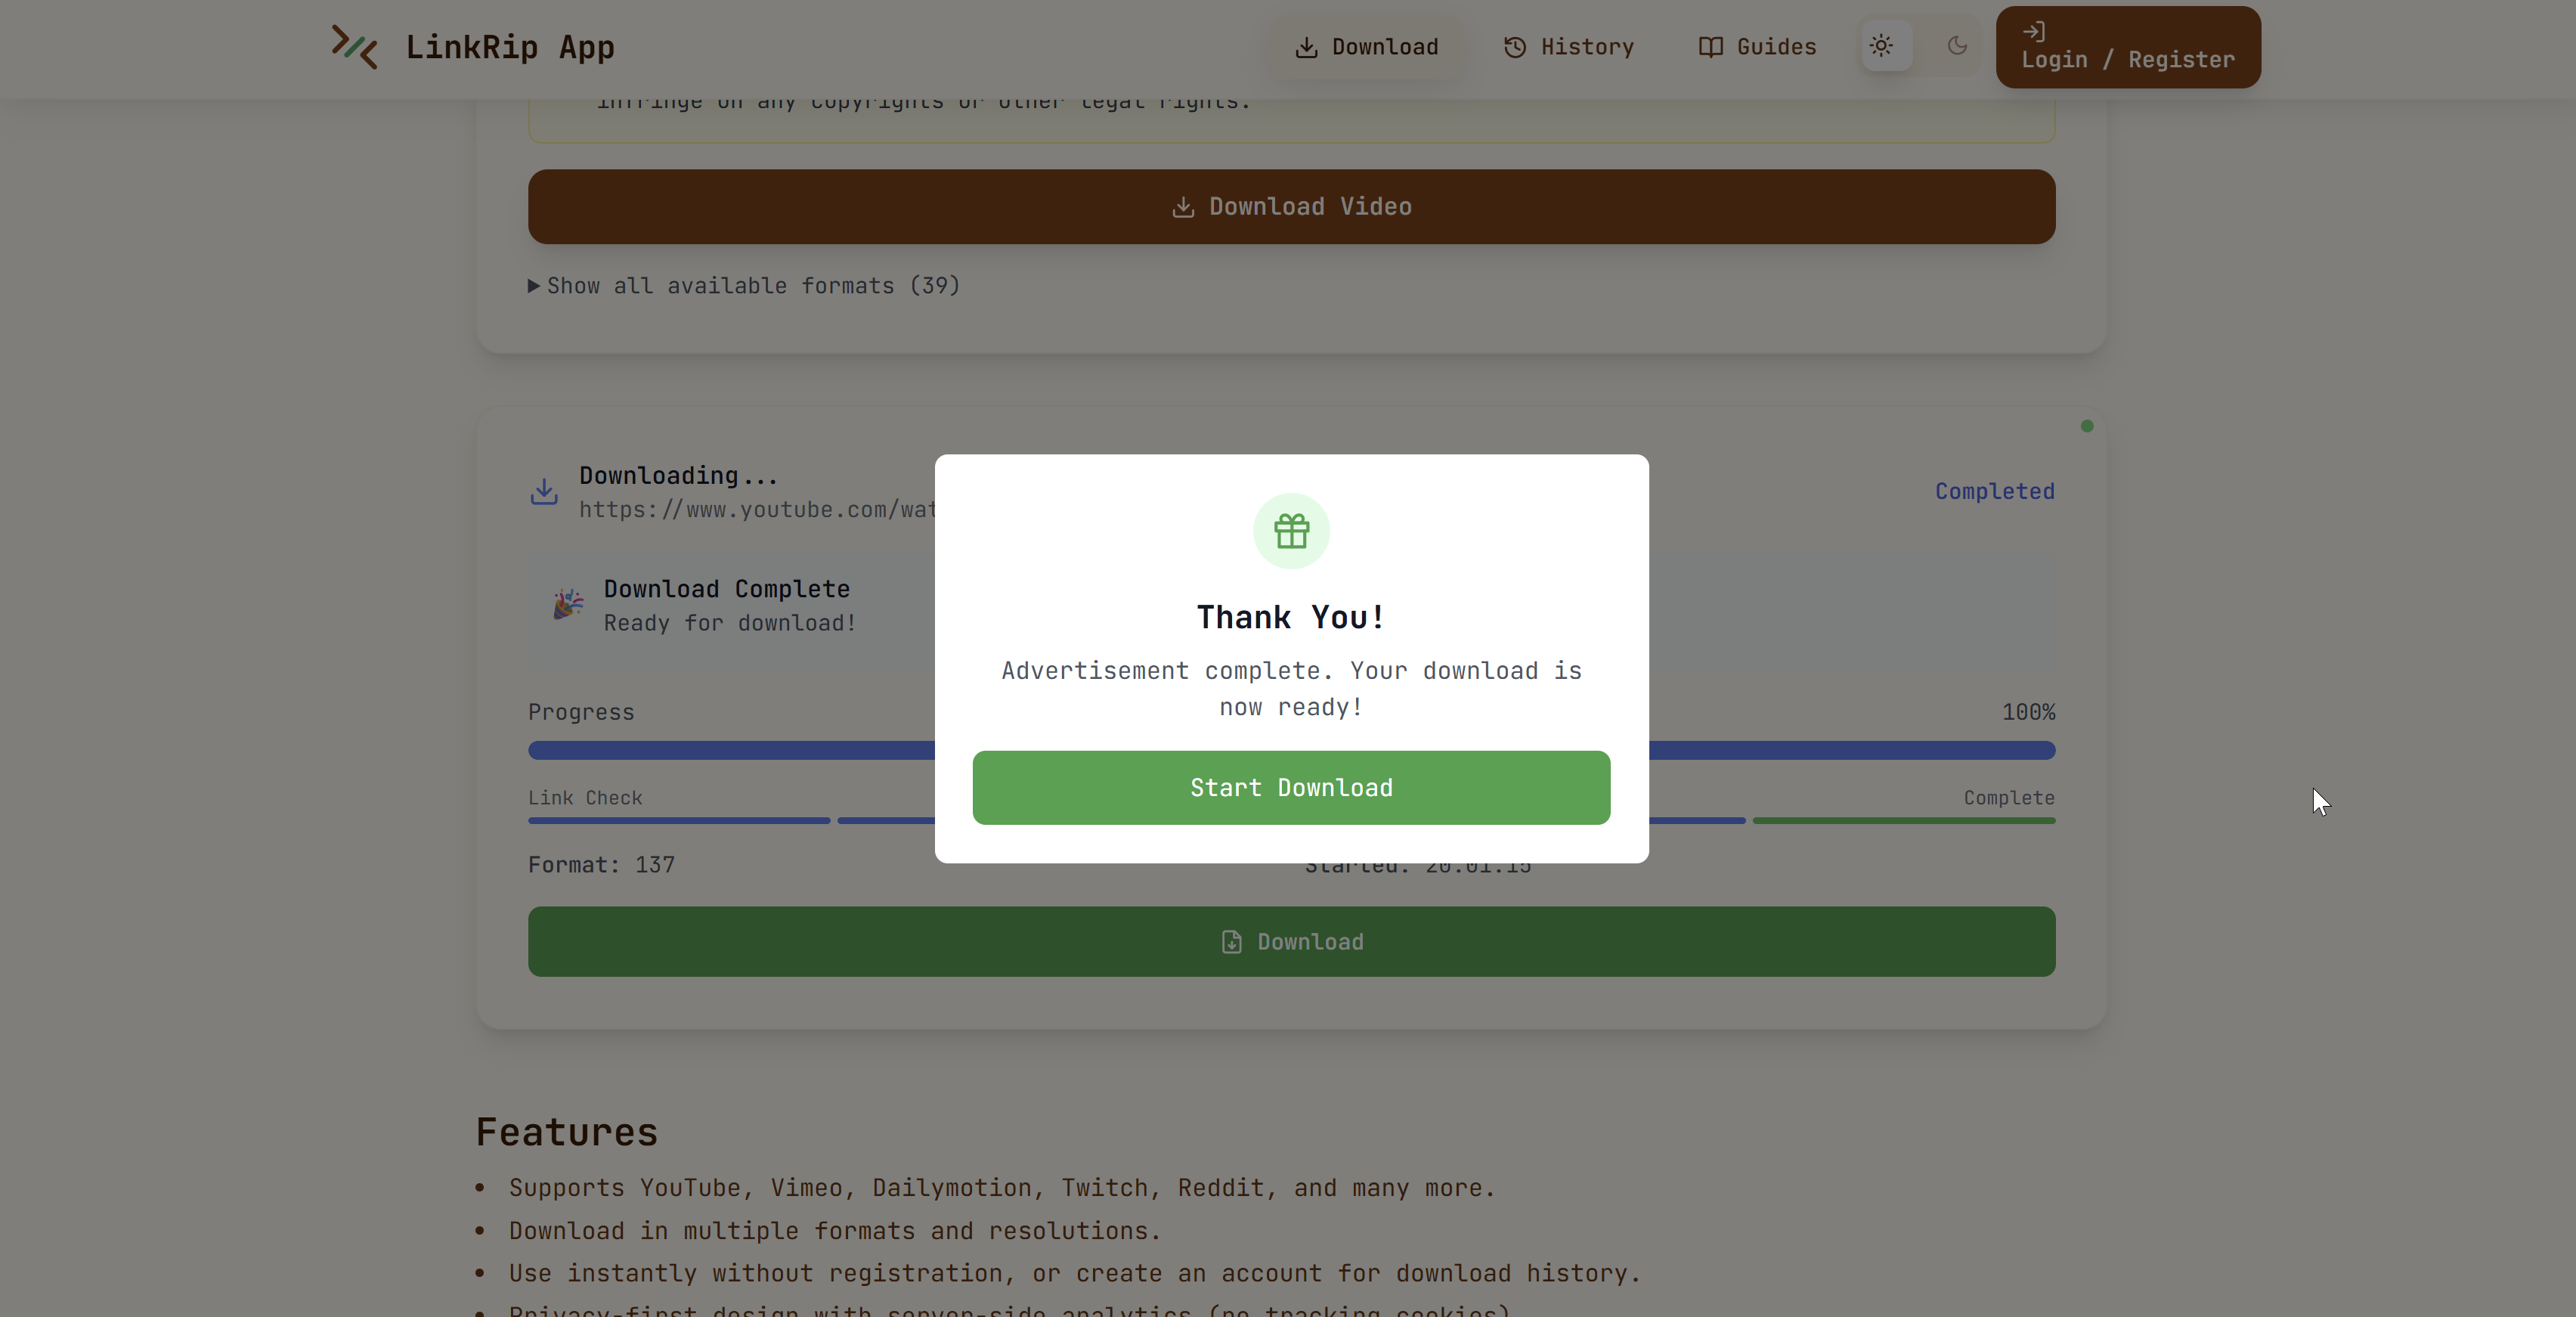 LinkRip App
Download
History
Guides
Login / Register
infringe on any copyrights or other legal rights.
Download Video
Show all available formats (39)
Downloading...
https://www.youtube.com/wat
Completed
Download Complete
Ready for download!
Thank You!
Advertisement complete. Your download is
now ready!
Start Download
Progress
100%
Link Check
Complete
Format: 137
Started: 20.01.15
Download
Features
• Supports YouTube, Vimeo, Dailymotion, Twitch, Reddit, and many more.
• Download in multiple formats and resolutions.
• Use instantly without registration, or create an account for download history.
• Privacy-first design with server-side analytics (no tracking cookies)